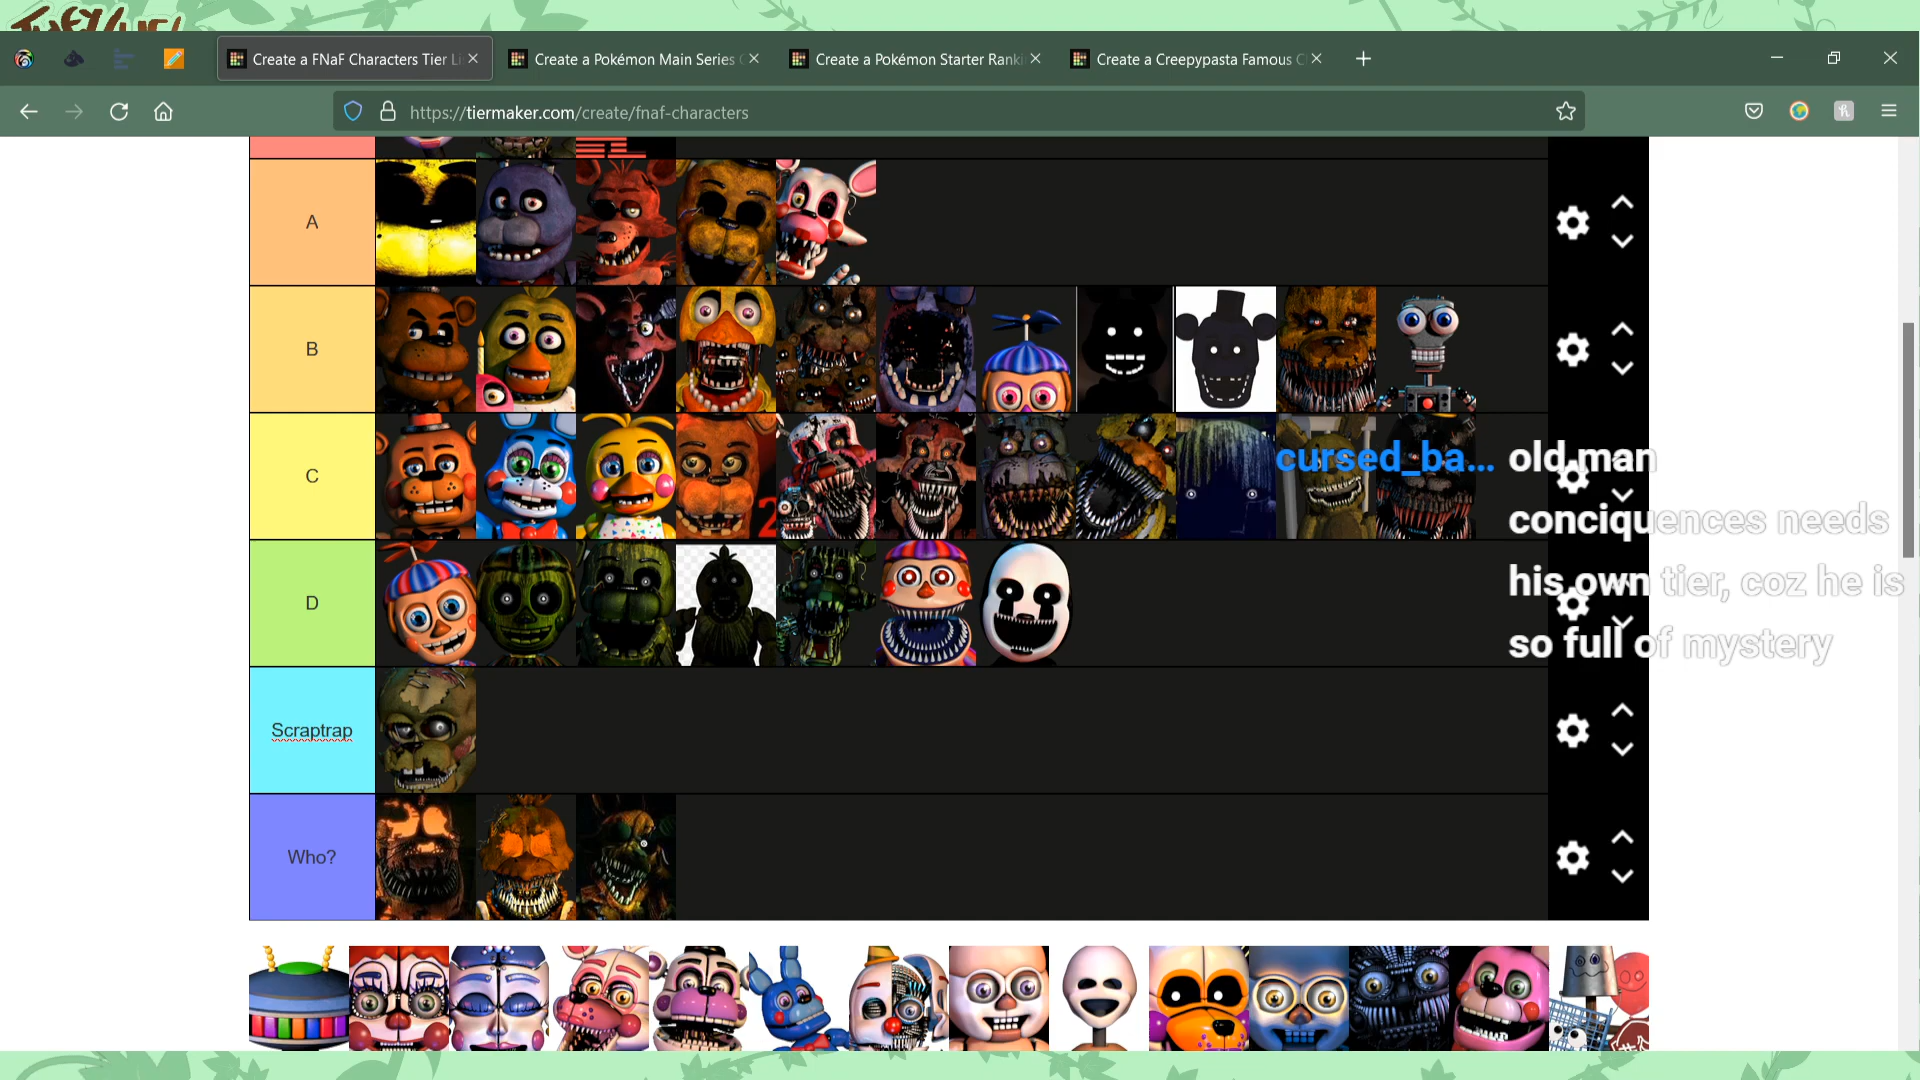 Create a FNaF Characters Tier Li
Create a Pokémon Main Series
Create a Pokémon Starter Ranki
Create a Creepypasta Famous C
https://tiermaker.com/create/fnaf-characters
A
B
C
2
cursed_ba... old man
conciquences needs
his own tier, coz he is
so full of mystery
D
Scraptrap
Who?